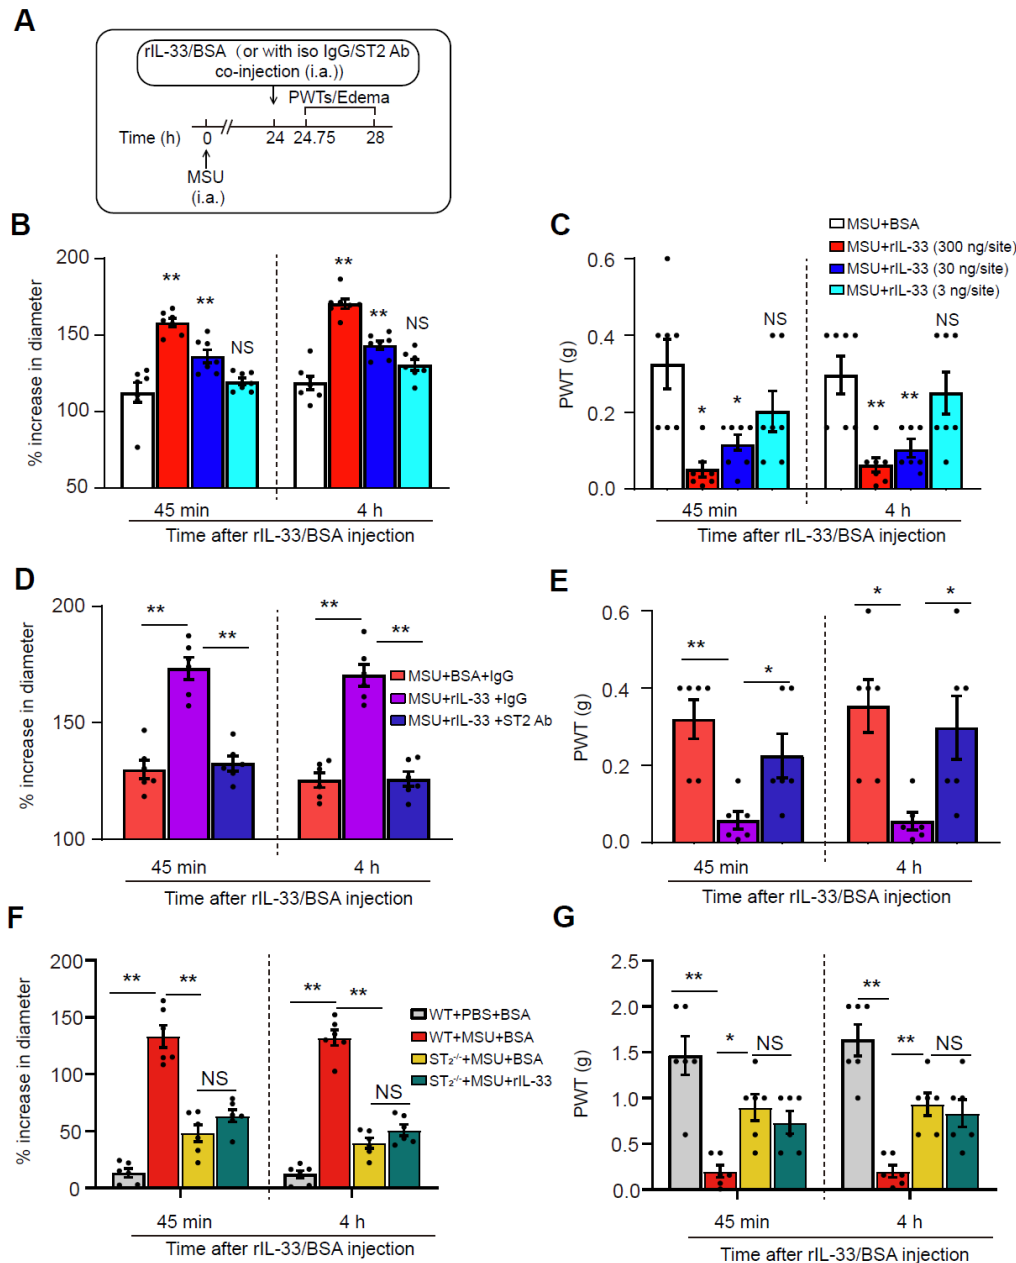 A
rIL-33/BSA (or with iso IgG/ST2 Ab
co-injection (i.a.))
PWTs/Edema
Time (h)
0
24
24.75
28
MSU
(i.a.)
B
% increase in diameter
200
150
100
50
**
**
NS
**
**
NS
45 min
4 h
Time after rIL-33/BSA injection
C
MSU+BSA
MSU+rIL-33 (300 ng/site)
MSU+rIL-33 (30 ng/site)
MSU+rIL-33 (3 ng/site)
PWT (g)
0.6
0.4
0.2
0.0
*
*
NS
**
**
NS
45 min
4 h
Time after rIL-33/BSA injection
D
% increase in diameter
200
150
100
**
**
**
**
MSU+BSA+IgG
MSU+rIL-33 +IgG
MSU+rIL-33 +ST2 Ab
45 min
4 h
Time after rIL-33/BSA injection
E
PWT (g)
0.6
0.4
0.2
0.0
**
*
*
*
45 min
4 h
Time after rIL-33/BSA injection
F
% increase in diameter
200
150
100
50
0
**
**
NS
**
**
NS
WT+PBS+BSA
WT+MSU+BSA
ST₂⁻/⁻+MSU+BSA
ST₂⁻/⁻+MSU+rIL-33
45 min
4 h
Time after rIL-33/BSA injection
G
PWT (g)
2.5
2.0
1.5
1.0
0.5
0.0
**
*
NS
**
**
NS
45 min
4 h
Time after rIL-33/BSA injection